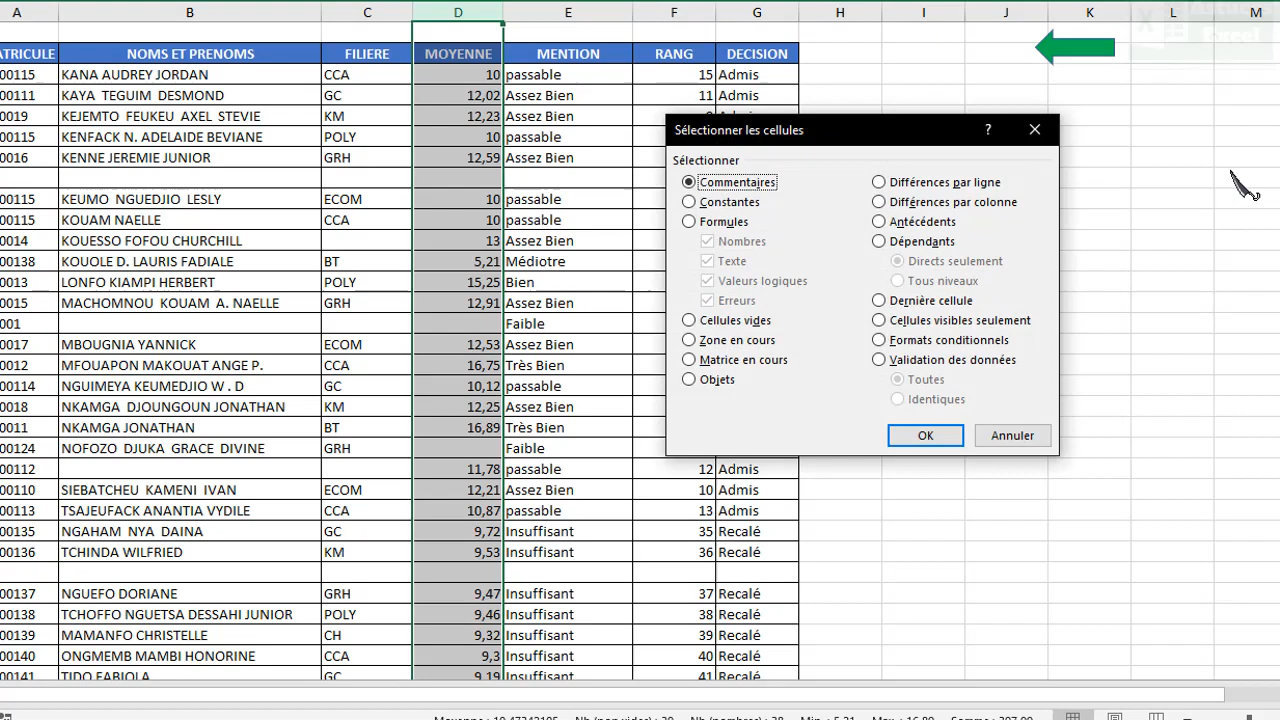 A B C D E F G H I J K L M
ATRICULE NOMS ET PRENOMS FILIERE MOYENNE MENTION RANG DECISION
00115 KANA AUDREY JORDAN CCA 10 passable 15 Admis
00111 KAYA TEGUIM DESMOND GC 12,02 Assez Bien 11 Admis
00019 KEJEMTO FEUKEU AXEL STEVIE KM 12,23 Assez Bien
00115 KENFACK N. ADELAIDE BEVIANE POLY 10 passable
00016 KENNE JEREMIE JUNIOR GRH 12,59 Assez Bien
00115 KEUMO NGUEDJIO LESLY ECOM 10 passable
00115 KOUAM NAELLE CCA 10 passable
00014 KOUESSO FOFOU CHURCHILL 13 Assez Bien
00138 KOUOLE D. LAURIS FADIALE BT 5,21 Médiotre
00013 LONFO KIAMPI HERBERT POLY 15,25 Bien
00015 MACHOMNOU KOUAM A. NAELLE GRH 12,91 Assez Bien
001 Faible
00017 MBOUGNIA YANNICK ECOM 12,53 Assez Bien
00012 MFOUAPON MAKOUAT ANGE P. CCA 16,75 Très Bien
00114 NGUIMEYA KEUMEDJIO W . D GC 10,12 passable
00018 NKAMGA DJOUNGOUN JONATHAN KM 12,25 Assez Bien
00011 NKAMGA JONATHAN BT 16,89 Très Bien
00124 NOFOZO DJUKA GRACE DIVINE GRH Faible
00112 11,78 passable 12 Admis
00110 SIEBATCHEU KAMENI IVAN ECOM 12,21 Assez Bien 10 Admis
00113 TSAJEUFACK ANANTIA VYDILE CCA 10,87 passable 13 Admis
00135 NGAHAM NYA DAINA GC 9,72 Insuffisant 35 Recalé
00136 TCHINDA WILFRIED KM 9,53 Insuffisant 36 Recalé
00137 NGUEFO DORIANE GRH 9,47 Insuffisant 37 Recalé
00138 TCHOFFO NGUETSA DESSAHI JUNIOR POLY 9,46 Insuffisant 38 Recalé
00139 MAMANFO CHRISTELLE CH 9,32 Insuffisant 39 Recalé
00140 ONGMEMB MAMBI HONORINE CCA 9,3 Insuffisant 40 Recalé
00141 TIDO FABIOLA GC 9,19 Insuffisant 41 Recalé
Sélectionner les cellules ?
Sélectionner
Commentaires Différences par ligne
Constantes Différences par colonne
Formules Antécédents
Nombres Dépendants
Texte Directs seulement
Valeurs logiques Tous niveaux
Erreurs Dernière cellule
Cellules vides Cellules visibles seulement
Zone en cours Formats conditionnels
Matrice en cours Validation des données
Objets Toutes
Identiques
OK Annuler
Excel